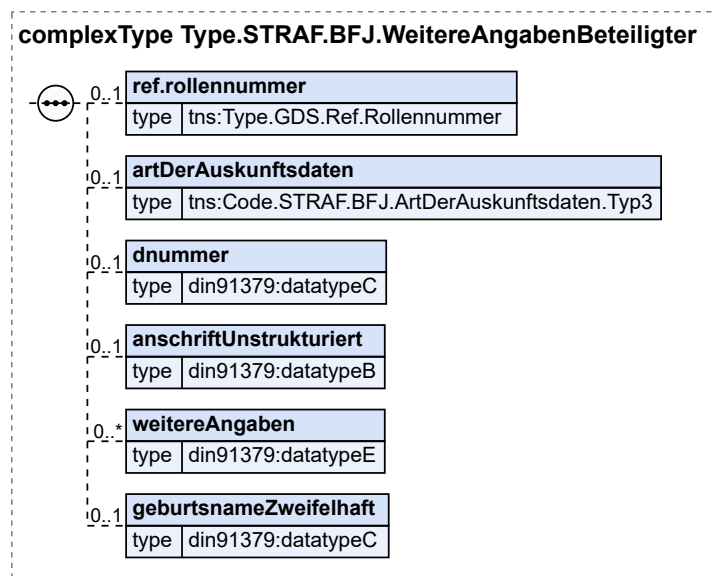 complexType Type.STRAF.BFJ.WeitereAngabenBeteiligter
0..1 ref.rollennummer
type tns:Type.GDS.Ref.Rollennummer
0..1 artDerAuskunftsdaten
type tns:Code.STRAF.BFJ.ArtDerAuskunftsdaten.Typ3
0..1 dnummer
type din91379:datatypeC
0..1 anschriftUnstrukturiert
type din91379:datatypeB
0..* weitereAngaben
type din91379:datatypeE
0..1 geburtsnameZweifelhaft
type din91379:datatypeC